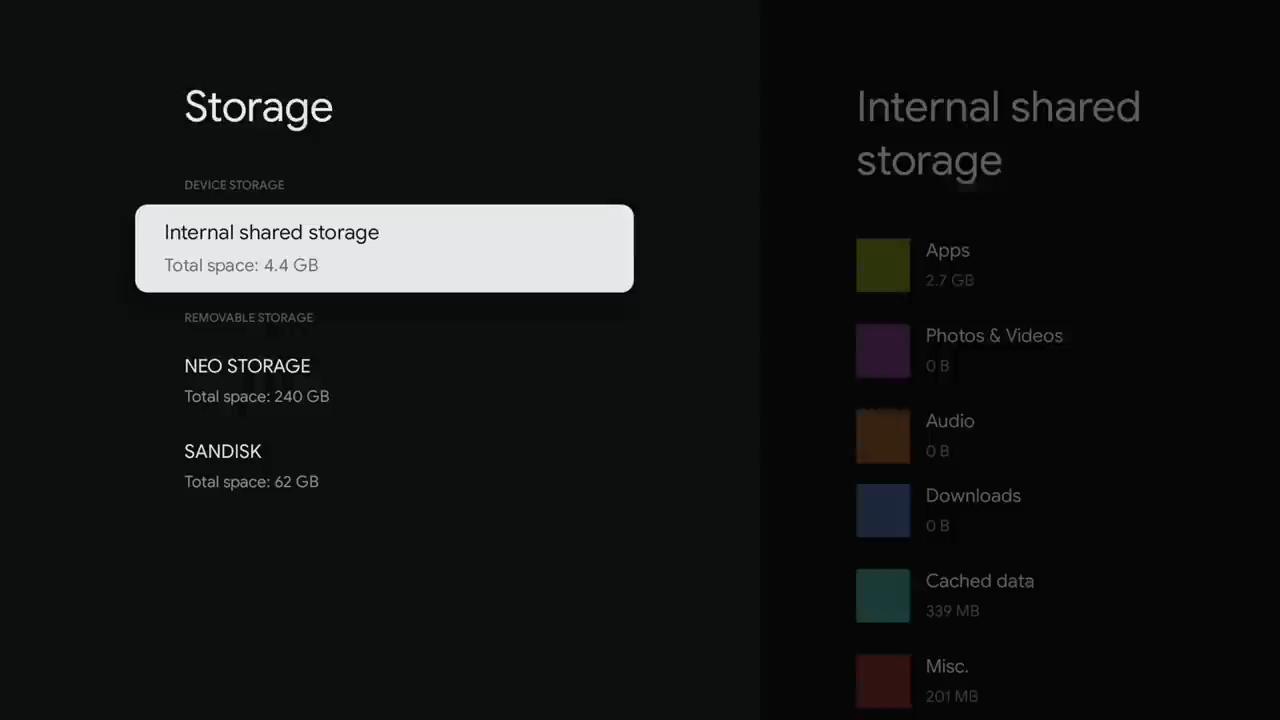 Storage
DEVICE STORAGE
Internal shared storage
Total space: 4.4 GB
REMOVABLE STORAGE
NEO STORAGE
Total space: 240 GB
SANDISK
Total space: 62 GB
Internal shared
storage
Apps
2.7 GB
Photos & Videos
0 B
Audio
0 B
Downloads
0 B
Cached data
339 MB
Misc.
201 MB